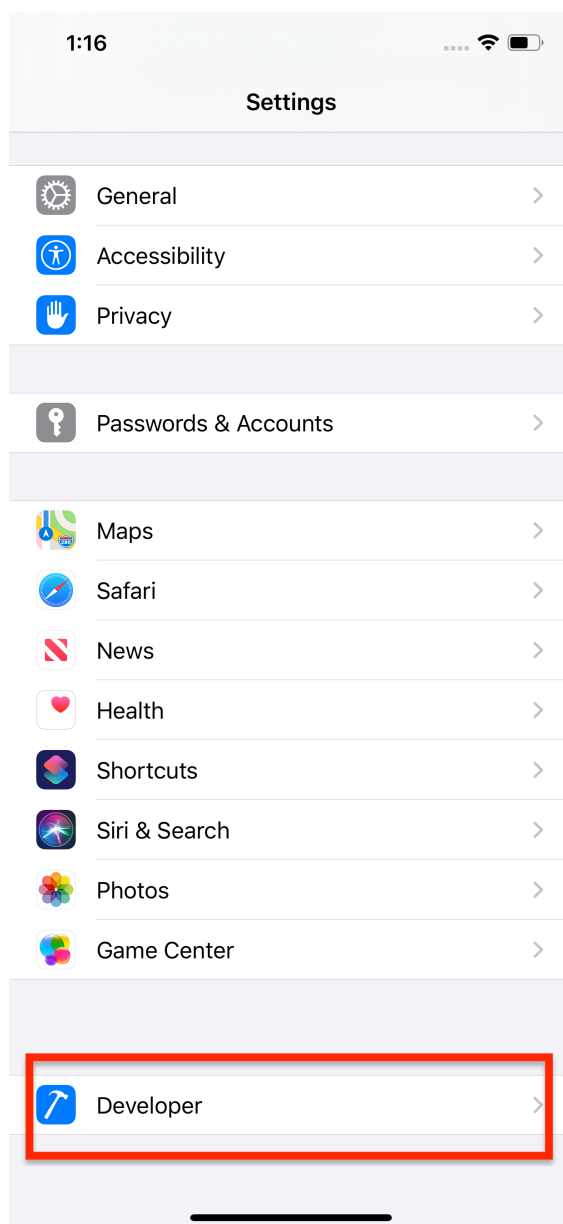 1:16
Settings
General
Accessibility
Privacy
Passwords & Accounts
Maps
Safari
News
Health
Shortcuts
Siri & Search
Photos
Game Center
Developer